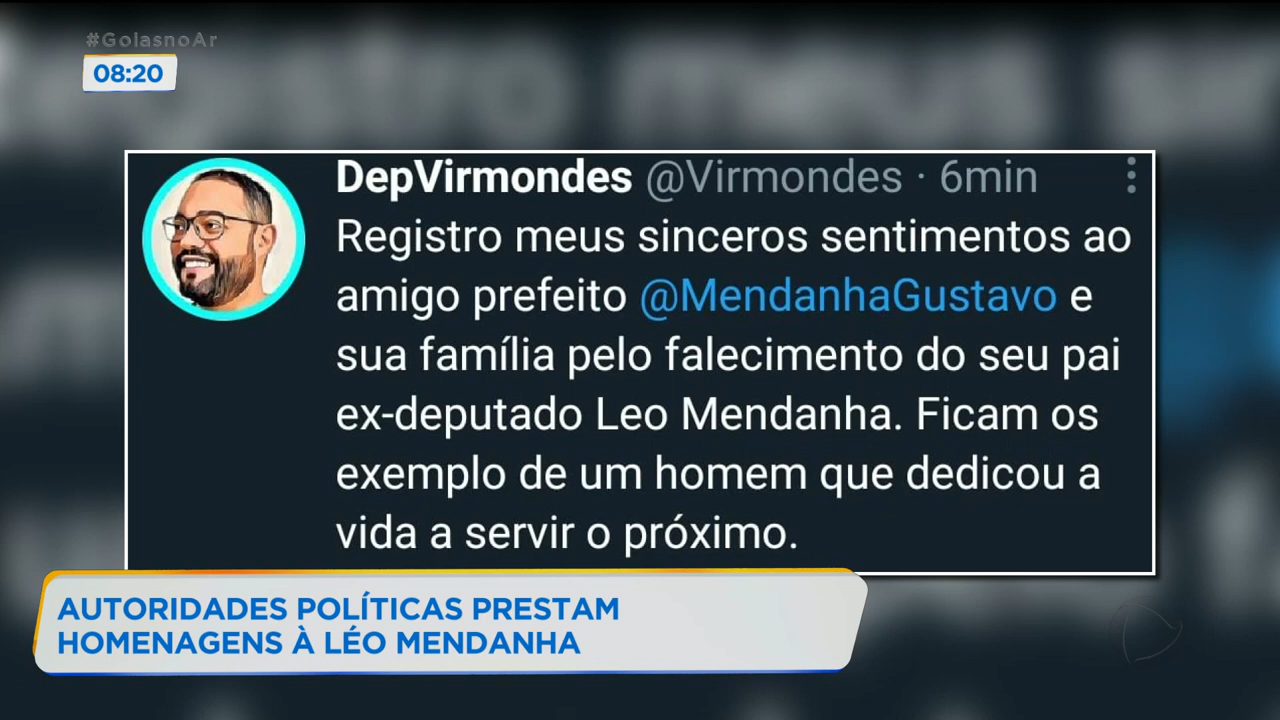 #GoiasnoAr
08:20
DepVirmondes @Virmondes · 6min
Registro meus sinceros sentimentos ao
amigo prefeito @MendanhaGustavo e
sua família pelo falecimento do seu pai
ex-deputado Leo Mendanha. Ficam os
exemplo de um homem que dedicou a
vida a servir o próximo.
AUTORIDADES POLÍTICAS PRESTAM
HOMENAGENS À LÉO MENDANHA